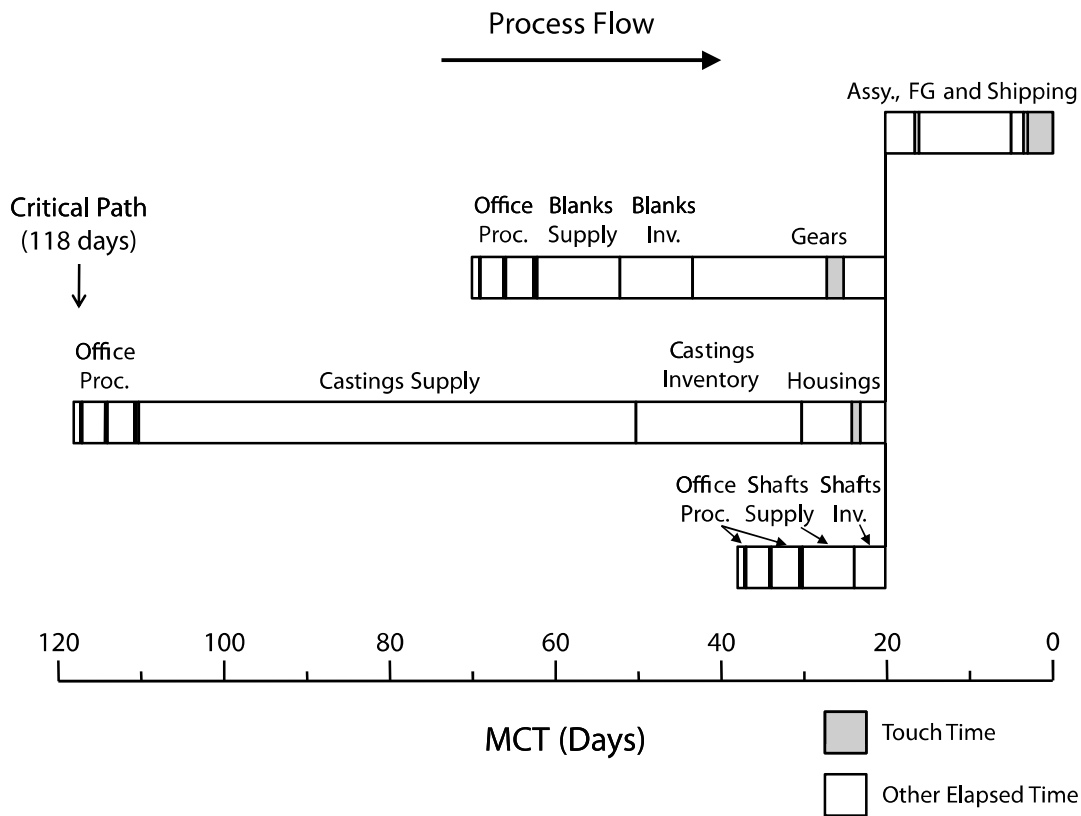 Process Flow
Assy., FG and Shipping
Critical Path
(118 days)
Office
Proc.
Blanks
Supply
Blanks
Inv.
Gears
Office
Proc.
Castings Supply
Castings
Inventory
Housings
Office
Proc.
Shafts
Supply
Shafts
Inv.
120
100
80
60
40
20
0
MCT (Days)
Touch Time
Other Elapsed Time